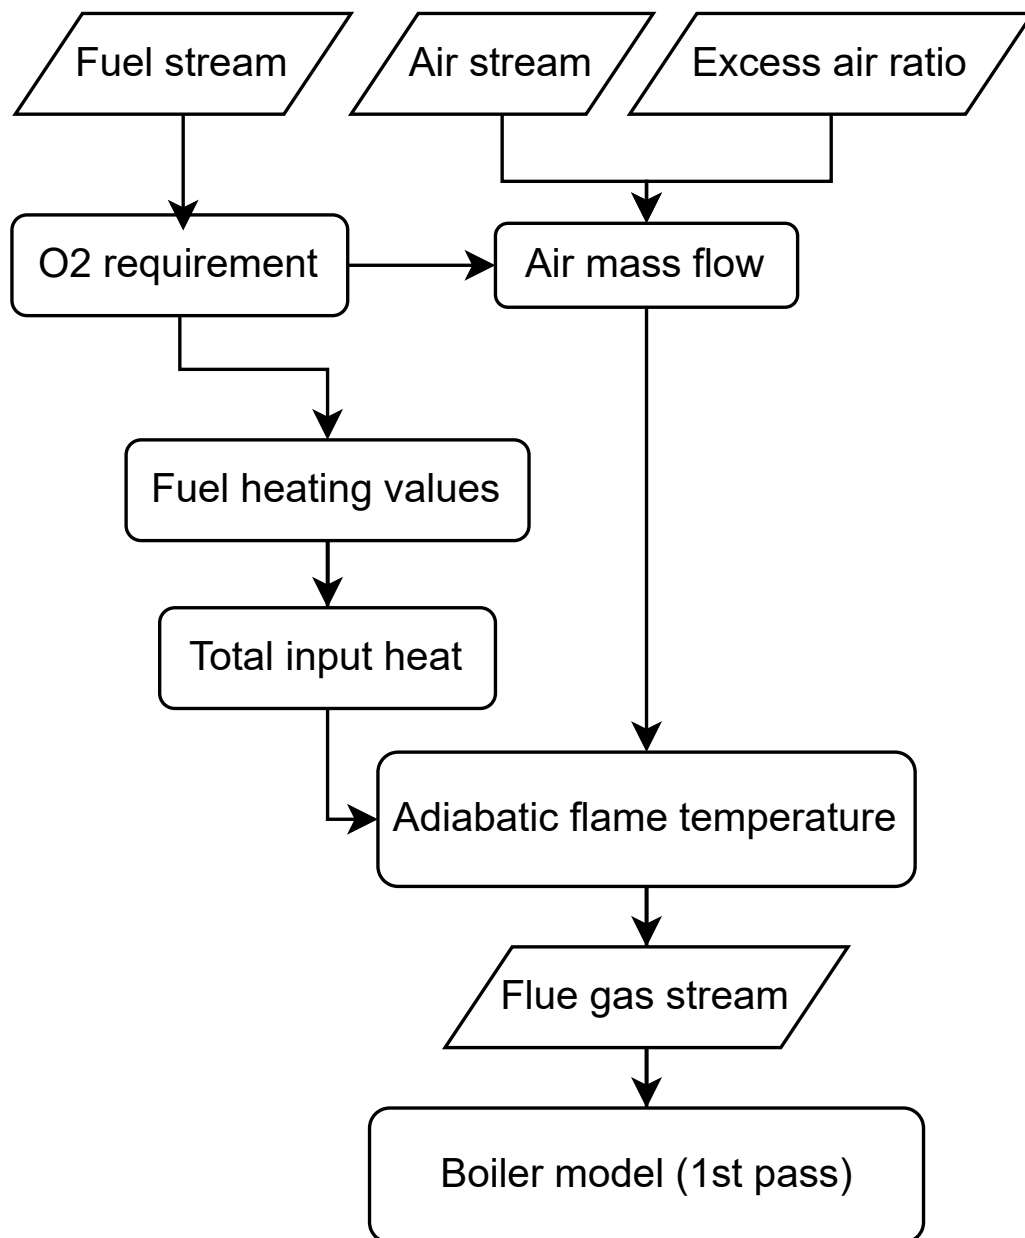 Fuel stream
Air stream
Excess air ratio
O2 requirement
Air mass flow
Fuel heating values
Total input heat
Adiabatic flame temperature
Flue gas stream
Boiler model (1st pass)